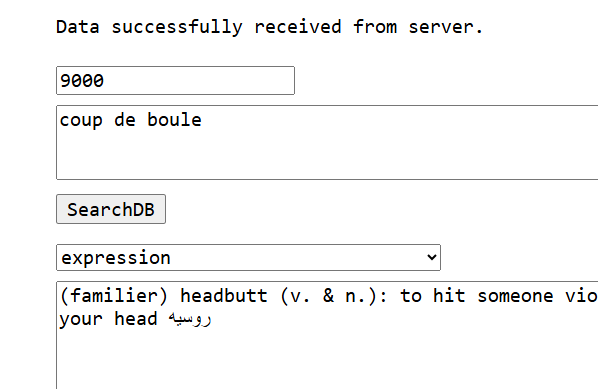 Data successfully received from server.
9000
coup de boule
SearchDB
expression
(familier) headbutt (v. & n.): to hit someone vio
your head روسيه